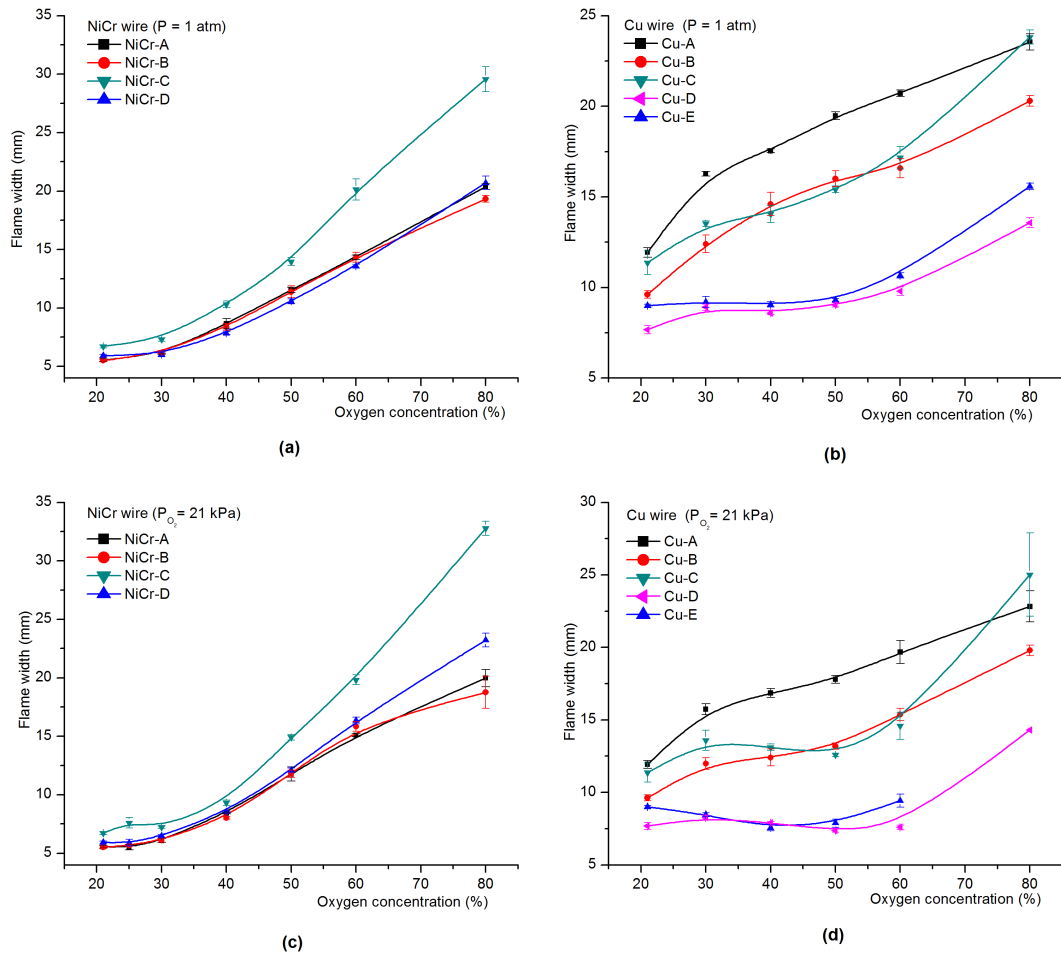 NiCr wire (P = 1 atm)
NiCr-A
NiCr-B
NiCr-C
NiCr-D
Flame width (mm)
35
30
25
20
15
10
5
20 30 40 50 60 70 80
Oxygen concentration (%)
(a)
Cu wire (P = 1 atm)
Cu-A
Cu-B
Cu-C
Cu-D
Cu-E
Flame width (mm)
25
20
15
10
5
20 30 40 50 60 70 80
Oxygen concentration (%)
(b)
NiCr wire (PO2 = 21 kPa)
NiCr-A
NiCr-B
NiCr-C
NiCr-D
Flame width (mm)
35
30
25
20
15
10
5
20 30 40 50 60 70 80
Oxygen concentration (%)
(c)
Cu wire (PO2 = 21 kPa)
Cu-A
Cu-B
Cu-C
Cu-D
Cu-E
Flame width (mm)
30
25
20
15
10
5
20 30 40 50 60 70 80
Oxygen concentration (%)
(d)